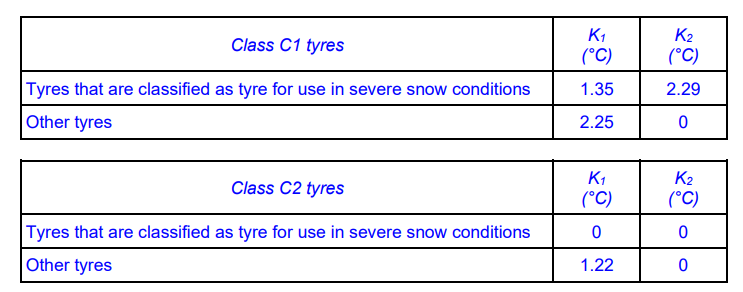 Class C1 tyres K1 (°C) K2 (°C)
Tyres that are classified as tyre for use in severe snow conditions 1.35 2.29
Other tyres 2.25 0
Class C2 tyres K1 (°C) K2 (°C)
Tyres that are classified as tyre for use in severe snow conditions 0 0
Other tyres 1.22 0